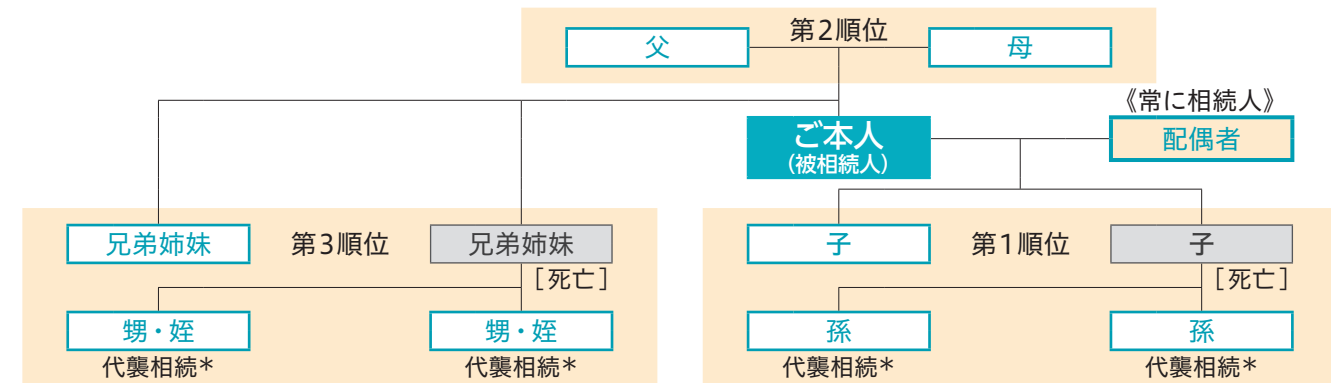 第2順位
父
母
《常に相続人》
ご本人
(被相続人)
配偶者
兄弟姉妹
第3順位
兄弟姉妹
[死亡]
甥・姪
甥・姪
代襲相続*
代襲相続*
子
第1順位
子
[死亡]
孫
孫
代襲相続*
代襲相続*